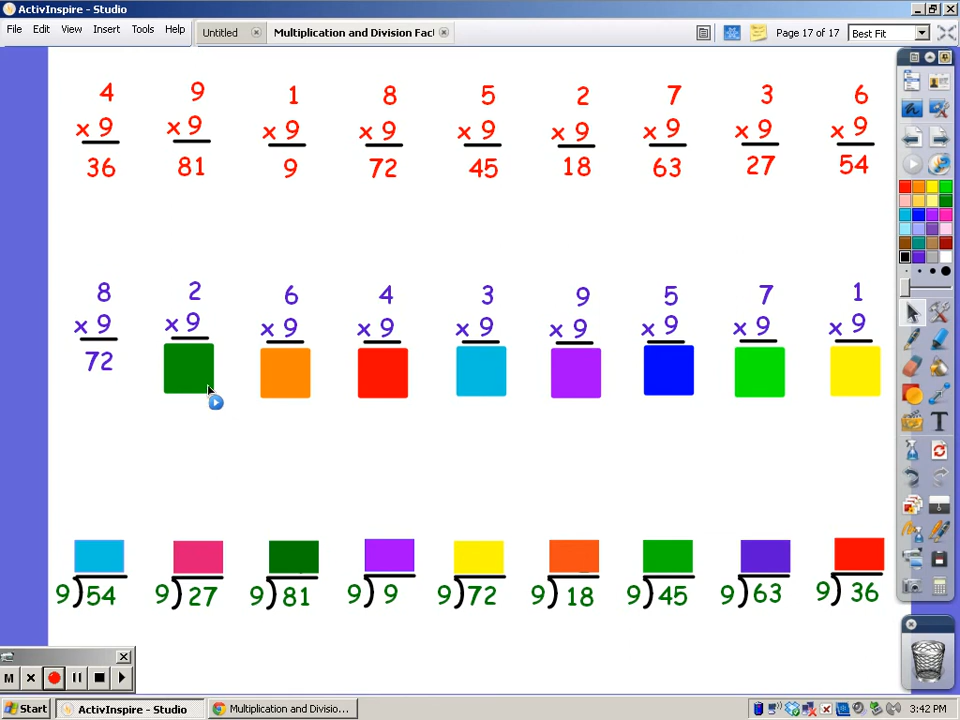 ActivInspire - Studio
File Edit View Insert Tools Help Untitled Multiplication and Division Fact Page 17 of 17 Best Fit
4 9 1 8 5 2 7 3 6
x 9 x 9 x 9 x 9 x 9 x 9 x 9 x 9 x 9
36 81 9 72 45 18 63 27 54
8 2 6 4 3 9 5 7 1
x 9 x 9 x 9 x 9 x 9 x 9 x 9 x 9 x 9
72
9)54 9)27 9)81 9)9 9)72 9)18 9)45 9)63 9)36
M
Start ActivInspire - Studio Multiplication and Divisio... 3:42 PM